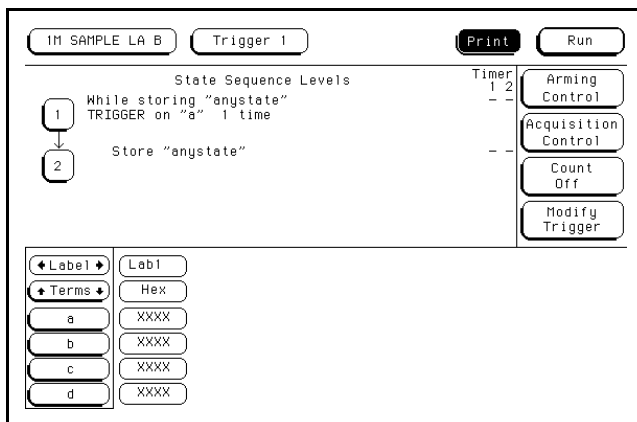 1M SAMPLE LA B Trigger 1 Print Run
State Sequence Levels Timer
1 2
1 While storing "anystate" - -
TRIGGER on "a" 1 time
2 Store "anystate" - -
Arming
Control
Acquisition
Control
Count
Off
Modify
Trigger
Label Lab1
Terms Hex
a XXXX
b XXXX
c XXXX
d XXXX